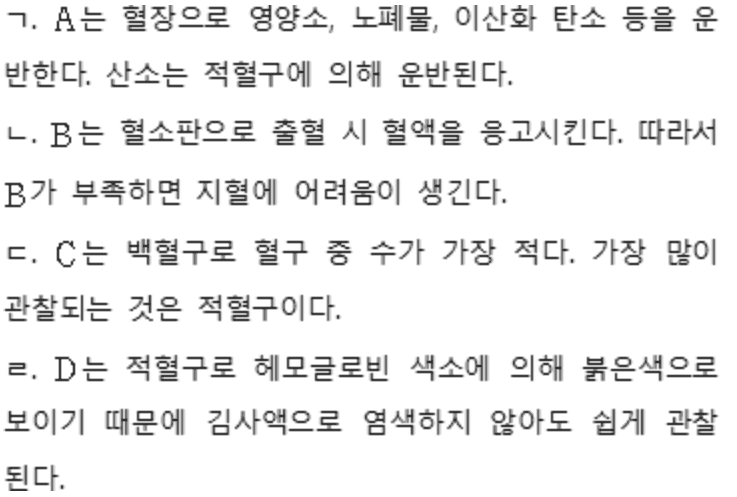 ㄱ. A는 혈장으로 영양소, 노폐물, 이산화 탄소 등을 운
반한다. 산소는 적혈구에 의해 운반된다.
ㄴ. B는 혈소판으로 출혈 시 혈액을 응고시킨다. 따라서
B가 부족하면 지혈에 어려움이 생긴다.
ㄷ. C는 백혈구로 혈구 중 수가 가장 적다. 가장 많이
관찰되는 것은 적혈구이다.
ㄹ. D는 적혈구로 헤모글로빈 색소에 의해 붉은색으로
보이기 때문에 김사액으로 염색하지 않아도 쉽게 관찰
된다.